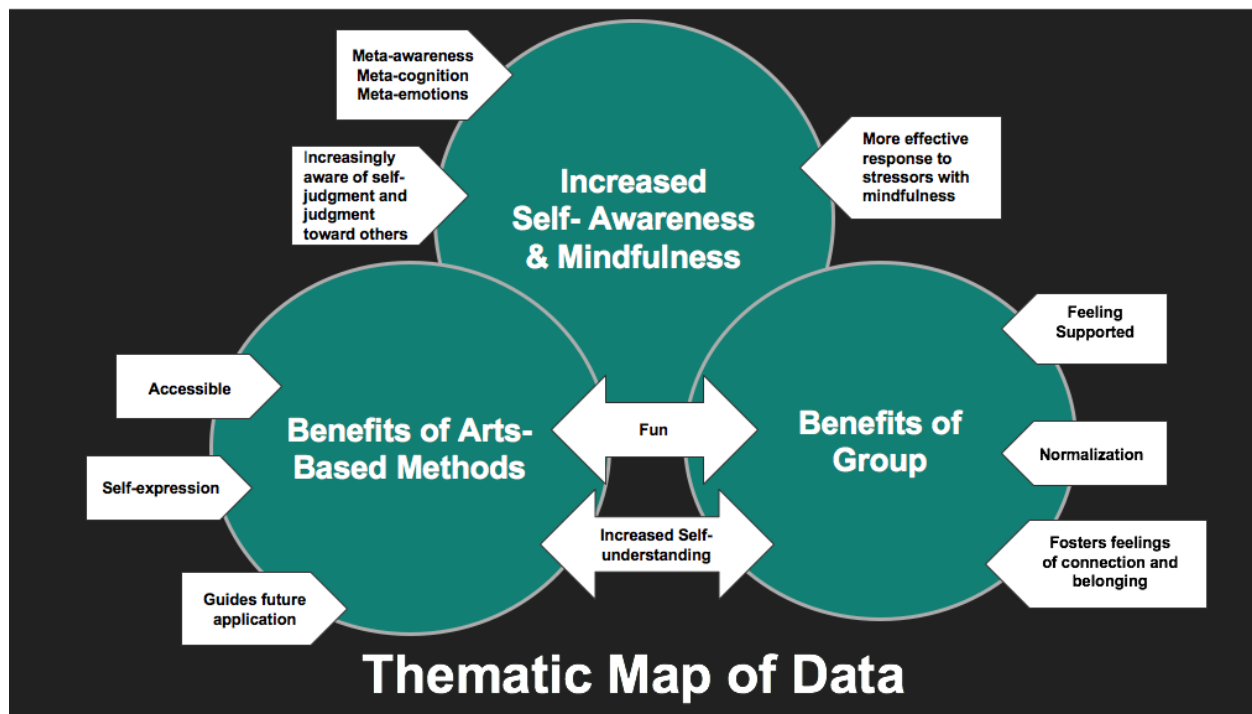 Meta-awareness
Meta-cognition
Meta-emotions
Increasingly
aware of self-
judgment and
judgment
toward others
More effective
response to
stressors with
mindfulness
Increased
Self- Awareness
& Mindfulness
Feeling
Supported
Accessible
Benefits of Arts-
Based Methods
Fun
Benefits of
Group
Normalization
Self-expression
Increased Self-
understanding
Fosters feelings
of connection and
belonging
Guides future
application
Thematic Map of Data